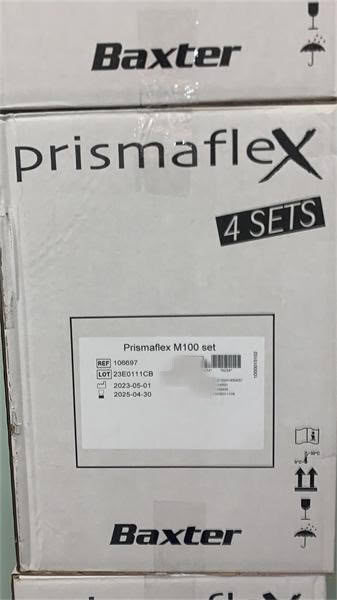 Baxter
prismafleX
4 SETS
Prismaflex M100 set
REF 106697
LOT 23E0111CB
2023-05-01
2025-04-30
Baxter